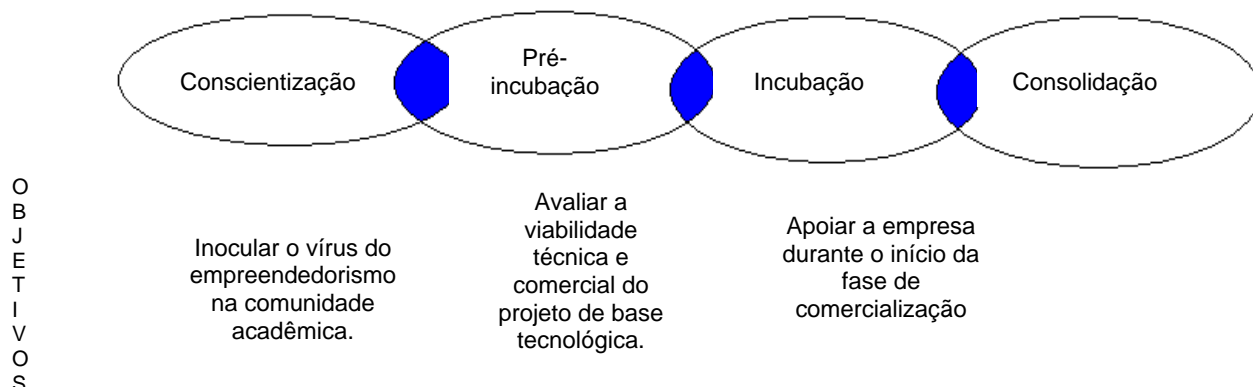 Conscientização
Pré-
incubação
Incubação
Consolidação
O
B
J
E
T
I
V
O
S
Inocular o vírus do
empreendedorismo
na comunidade
acadêmica.
Avaliar a
viabilidade
técnica e
comercial do
projeto de base
tecnológica.
Apoiar a empresa
durante o início da
fase de
comercialização